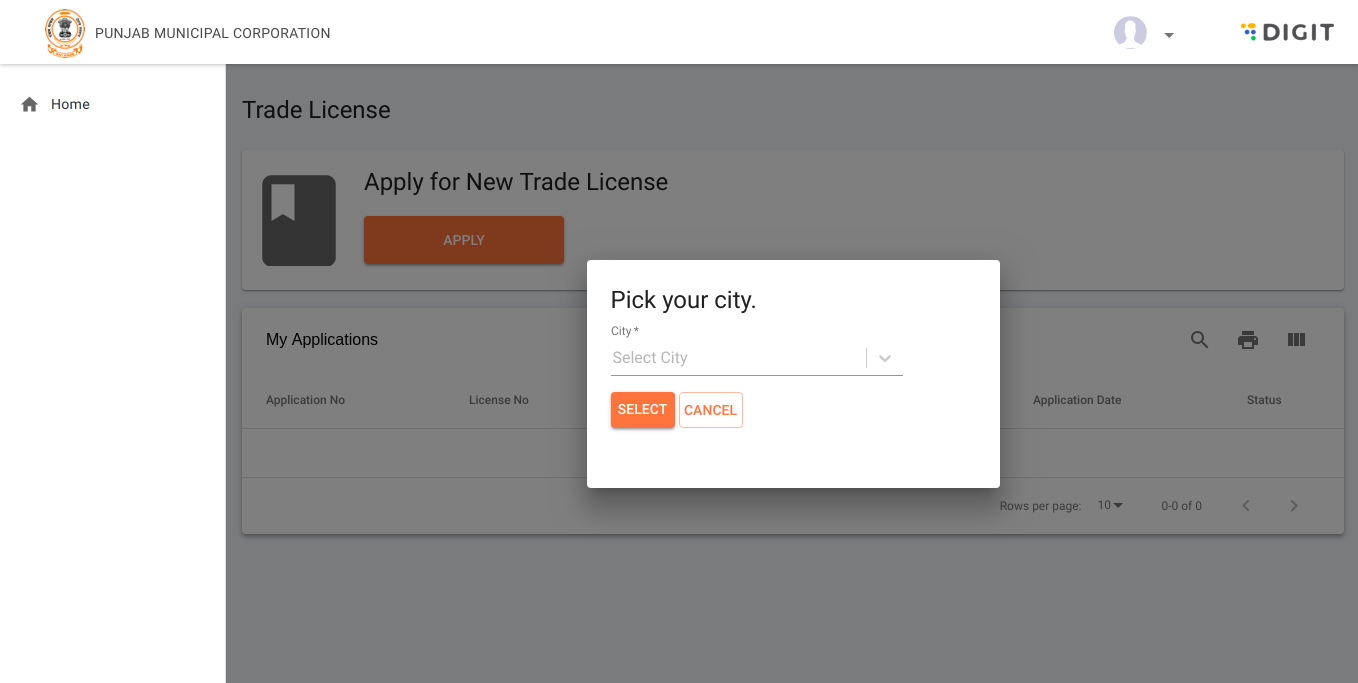 PUNJAB MUNICIPAL CORPORATION
DIGIT
Home
Trade License
Apply for New Trade License
APPLY
Pick your city.
City *
Select City
SELECT CANCEL
My Applications
Application No License No Application Date Status
Rows per page: 10 0-0 of 0